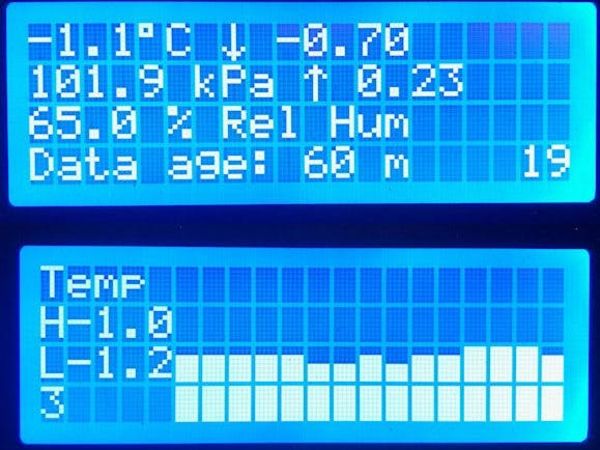 -1.1°C ↓ -0.70
101.9 kPa ↑ 0.23
65.0 % Rel Hum
Data age: 60 m 19
Temp
H-1.0
L-1.2
3